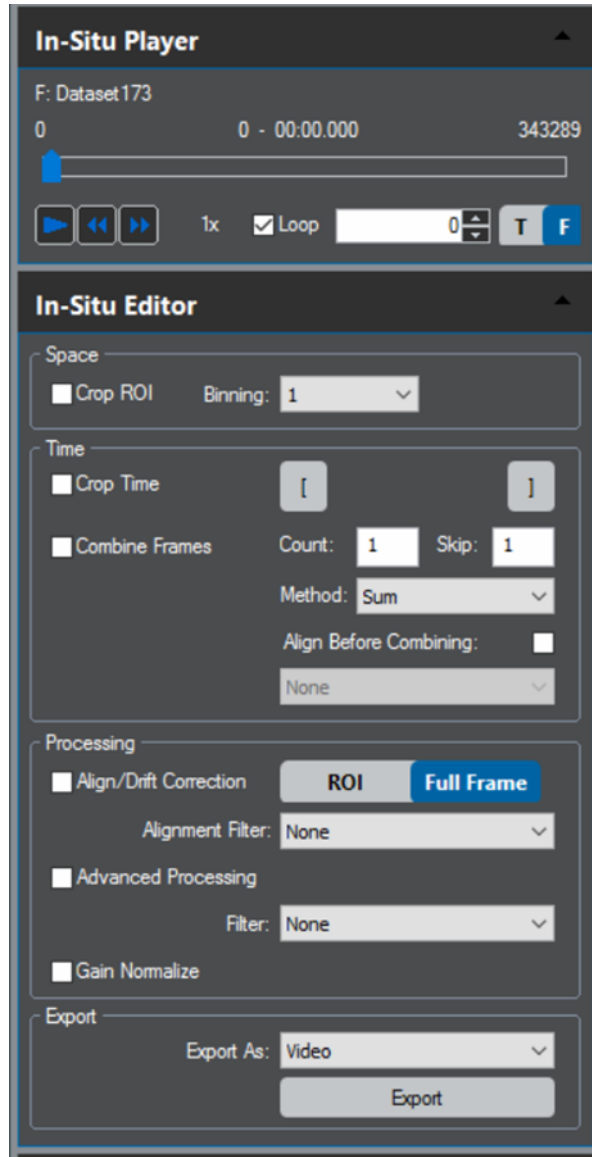 In-Situ Player
F: Dataset173
0 0 - 00:00.000 343289
1x Loop 0 T F
In-Situ Editor
Space
Crop ROI Binning: 1
Time
Crop Time [ ]
Combine Frames Count: 1 Skip: 1
Method: Sum
Align Before Combining:
None
Processing
Align/Drift Correction ROI Full Frame
Alignment Filter: None
Advanced Processing
Filter: None
Gain Normalize
Export
Export As: Video
Export